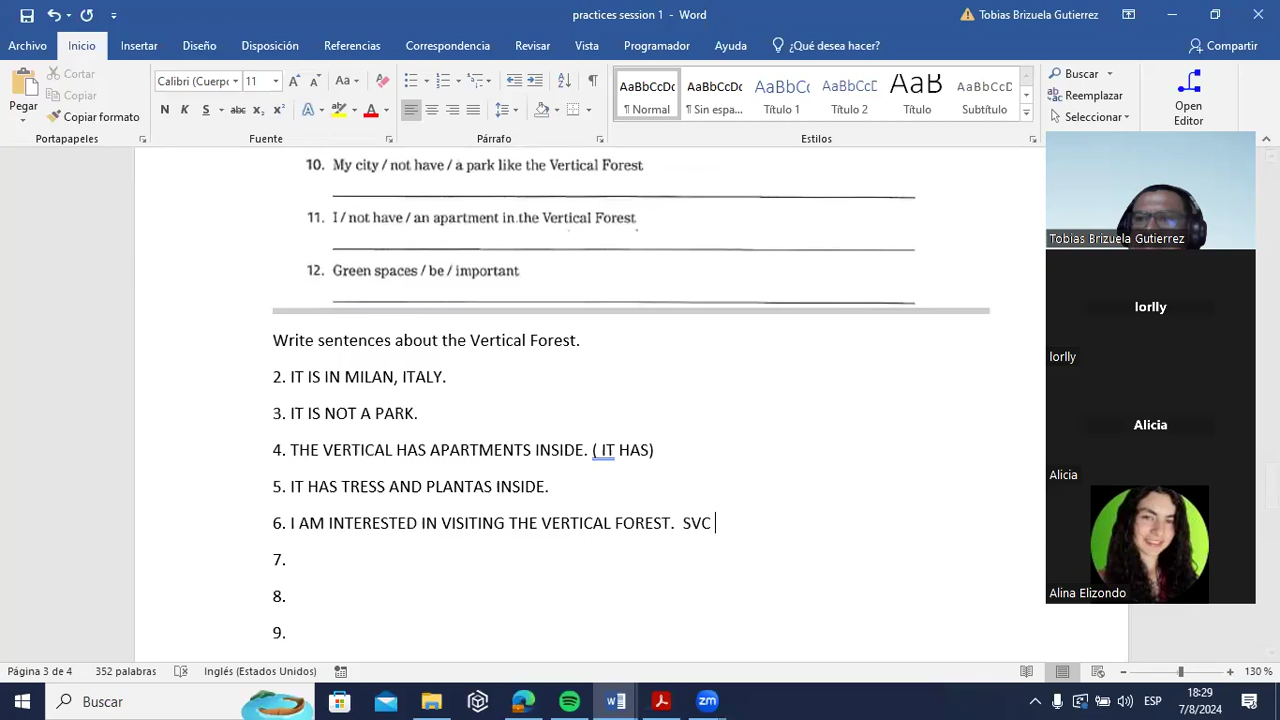 practices session 1 - Word
Tobias Brizuela Gutierrez
Archivo Inicio Insertar Diseño Disposición Referencias Correspondencia Revisar Vista Programador Ayuda ¿Qué desea hacer? Compartir
Pegar
Cortar
Copiar
Copiar formato
Portapapeles
Calibri (Cuerpo 11
N K S abc x₂ x²
Fuente
Párrafo
AaBbCcDc AaBbCcDc AaBbCc AaBbCcD AaB AaBbCcD
¶ Normal ¶ Sin espa... Título 1 Título 2 Título Subtítulo
Estilos
Buscar
Reemplazar
Seleccionar
Open
Editor
10. My city / not have / a park like the Vertical Forest
11. I / not have / an apartment in the Vertical Forest
12. Green spaces / be / important
Write sentences about the Vertical Forest.
2. IT IS IN MILAN, ITALY.
3. IT IS NOT A PARK.
4. THE VERTICAL HAS APARTMENTS INSIDE. ( IT HAS)
5. IT HAS TRESS AND PLANTAS INSIDE.
6. I AM INTERESTED IN VISITING THE VERTICAL FOREST. SVC
7.
8.
9.
Tobias Brizuela Gutierrez
lorlly
lorlly
Alicia
Alicia
Alina Elizondo
Página 3 de 4 352 palabras Inglés (Estados Unidos) 130 %
Buscar
ESP
18:29
7/8/2024